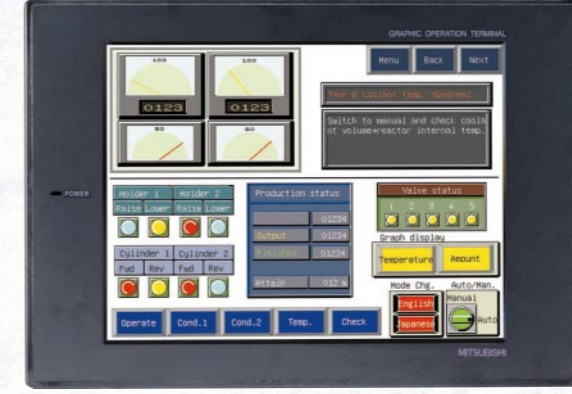 GRAPHIC OPERATION TERMINAL
Menu Back Next
100 100
0123 0123
50 50
temp.
Switch to manual and check coola
nt volume→reactor internal temp.
POWER
Holder 1 Holder 2
Raise Lower Raise Lower
Cylinder 1 Cylinder 2
Fwd Rev Fwd Rev
Production status
01234
Output 01234
Finished 01234
Attain 012 %
Valve status
1 2 3 4 5
Graph display
Temperature Amount
Mode Chg. Auto/Man.
English
Japanese
Manual
Auto
Operate Cond.1 Cond.2 Temp. Check
MITSUBISHI